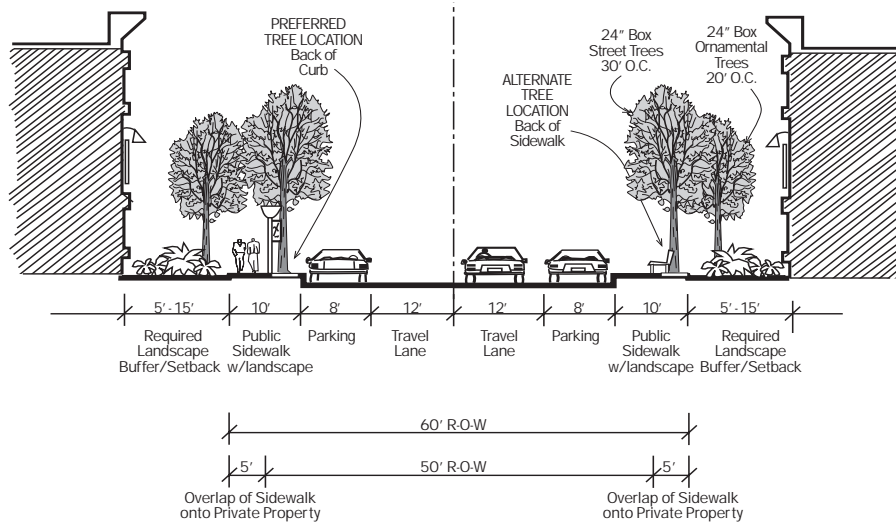 PREFERRED
TREE LOCATION
Back of
Curb
ALTERNATE
TREE
LOCATION
Back of
Sidewalk
24" Box
Street Trees
30' O.C.
24" Box
Ornamental
Trees
20' O.C.
5' - 15' 10' 8' 12' 12' 8' 10' 5' - 15'
Required
Landscape
Buffer/Setback
Public
Sidewalk
w/landscape
Parking
Travel
Lane
Travel
Lane
Parking
Public
Sidewalk
w/landscape
Required
Landscape
Buffer/Setback
60' R-O-W
5' 50' R-O-W 5'
Overlap of Sidewalk
onto Private Property
Overlap of Sidewalk
onto Private Property